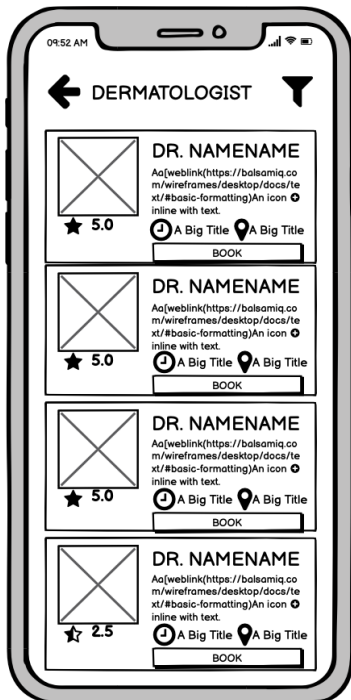 09:52 AM
DERMATOLOGIST
DR. NAMENAME
Aa[weblink(https://balsamiq.co
m/wireframes/desktop/docs/te
xt/#basic-formatting)An icon
inline with text.
5.0
A Big Title
A Big Title
BOOK
DR. NAMENAME
Aa[weblink(https://balsamiq.co
m/wireframes/desktop/docs/te
xt/#basic-formatting)An icon
inline with text.
5.0
A Big Title
A Big Title
BOOK
DR. NAMENAME
Aa[weblink(https://balsamiq.co
m/wireframes/desktop/docs/te
xt/#basic-formatting)An icon
inline with text.
5.0
A Big Title
A Big Title
BOOK
DR. NAMENAME
Aa[weblink(https://balsamiq.co
m/wireframes/desktop/docs/te
xt/#basic-formatting)An icon
inline with text.
2.5
A Big Title
A Big Title
BOOK